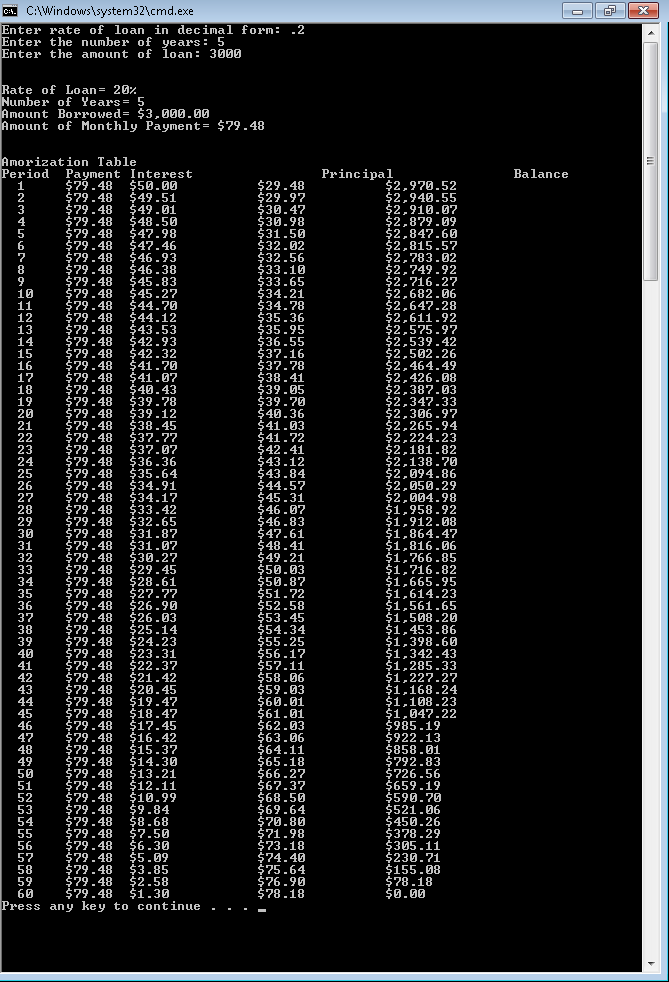 C:\Windows\system32\cmd.exe
Enter rate of loan in decimal form: .2
Enter the number of years: 5
Enter the amount of loan: 3000
Rate of Loan= 20%
Number of Years= 5
Amount Borrowed= $3,000.00
Amount of Monthly Payment= $79.48
Amorization Table
Period Payment Interest Principal Balance
1 $79.48 $50.00 $29.48 $2,970.52
2 $79.48 $49.51 $29.97 $2,940.55
3 $79.48 $49.01 $30.47 $2,910.07
4 $79.48 $48.50 $30.98 $2,879.09
5 $79.48 $47.98 $31.50 $2,847.60
6 $79.48 $47.46 $32.02 $2,815.57
7 $79.48 $46.93 $32.56 $2,783.02
8 $79.48 $46.38 $33.10 $2,749.92
9 $79.48 $45.83 $33.65 $2,716.27
10 $79.48 $45.27 $34.21 $2,682.06
11 $79.48 $44.70 $34.78 $2,647.28
12 $79.48 $44.12 $35.36 $2,611.92
13 $79.48 $43.53 $35.95 $2,575.97
14 $79.48 $42.93 $36.55 $2,539.42
15 $79.48 $42.32 $37.16 $2,502.26
16 $79.48 $41.70 $37.78 $2,464.49
17 $79.48 $41.07 $38.41 $2,426.08
18 $79.48 $40.43 $39.05 $2,387.03
19 $79.48 $39.78 $39.70 $2,347.33
20 $79.48 $39.12 $40.36 $2,306.97
21 $79.48 $38.45 $41.03 $2,265.94
22 $79.48 $37.77 $41.72 $2,224.23
23 $79.48 $37.07 $42.41 $2,181.82
24 $79.48 $36.36 $43.12 $2,138.70
25 $79.48 $35.64 $43.84 $2,094.86
26 $79.48 $34.91 $44.57 $2,050.29
27 $79.48 $34.17 $45.31 $2,004.98
28 $79.48 $33.42 $46.07 $1,958.92
29 $79.48 $32.65 $46.83 $1,912.08
30 $79.48 $31.87 $47.61 $1,864.47
31 $79.48 $31.07 $48.41 $1,816.06
32 $79.48 $30.27 $49.21 $1,766.85
33 $79.48 $29.45 $50.03 $1,716.82
34 $79.48 $28.61 $50.87 $1,665.95
35 $79.48 $27.77 $51.72 $1,614.23
36 $79.48 $26.90 $52.58 $1,561.65
37 $79.48 $26.03 $53.45 $1,508.20
38 $79.48 $25.14 $54.34 $1,453.86
39 $79.48 $24.23 $55.25 $1,398.60
40 $79.48 $23.31 $56.17 $1,342.43
41 $79.48 $22.37 $57.11 $1,285.33
42 $79.48 $21.42 $58.06 $1,227.27
43 $79.48 $20.45 $59.03 $1,168.24
44 $79.48 $19.47 $60.01 $1,108.23
45 $79.48 $18.47 $61.01 $1,047.22
46 $79.48 $17.45 $62.03 $985.19
47 $79.48 $16.42 $63.06 $922.13
48 $79.48 $15.37 $64.11 $858.01
49 $79.48 $14.30 $65.18 $792.83
50 $79.48 $13.21 $66.27 $726.56
51 $79.48 $12.11 $67.37 $659.19
52 $79.48 $10.99 $68.50 $590.70
53 $79.48 $9.84 $69.64 $521.06
54 $79.48 $8.68 $70.80 $450.26
55 $79.48 $7.50 $71.98 $378.29
56 $79.48 $6.30 $73.18 $305.11
57 $79.48 $5.09 $74.40 $230.71
58 $79.48 $3.85 $75.64 $155.08
59 $79.48 $2.58 $76.90 $78.18
60 $79.48 $1.30 $78.18 $0.00
Press any key to continue . . . _